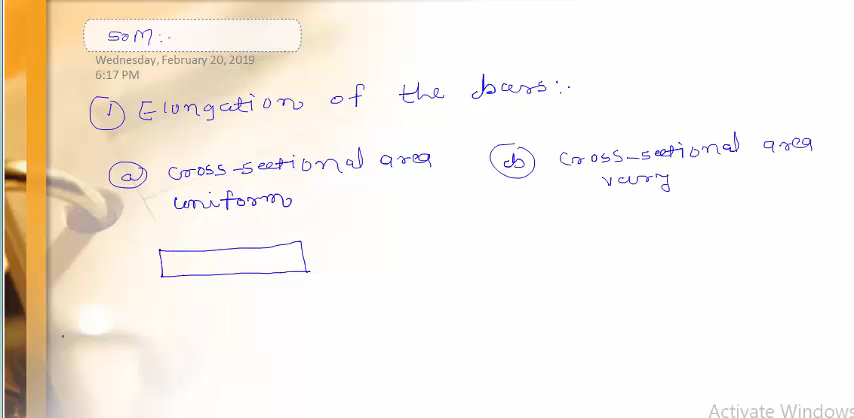 SOM:-
Wednesday, February 20, 2019
6:17 PM
① Elongation of the bars:-
ⓐ cross-sectional area
uniform
ⓑ cross-sectional area
vary
Activate Windows